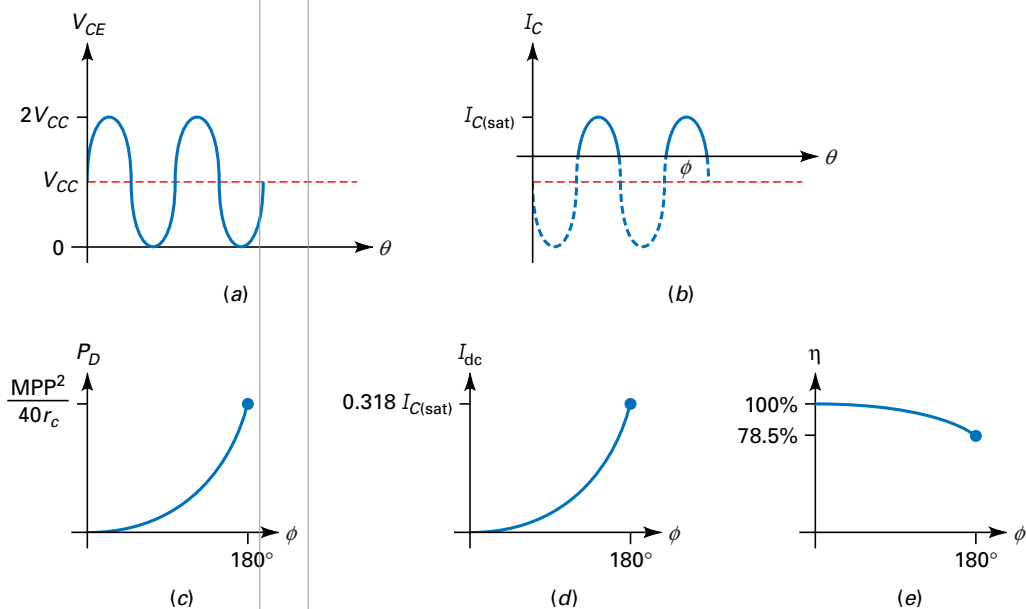 V_CE
2V_CC
V_CC
0
θ
(a)
I_C
I_C(sat)
ϕ
θ
(b)
P_D
MPP²
40r_c
180°
ϕ
(c)
I_dc
0.318 I_C(sat)
180°
ϕ
(d)
η
100%
78.5%
180°
ϕ
(e)